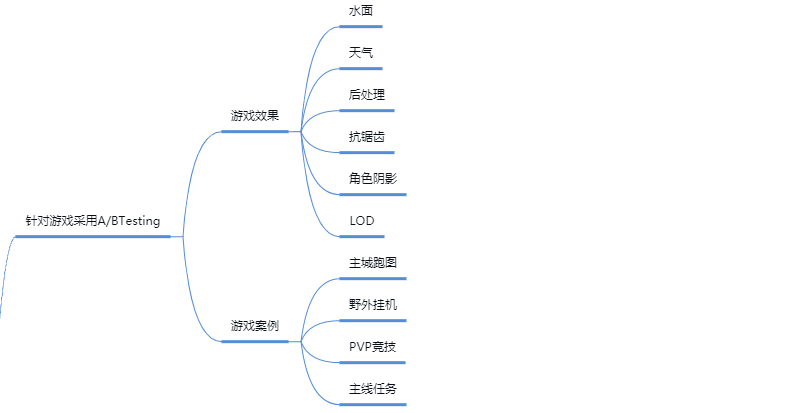 针对游戏采用A/BTesting
游戏效果
水面
天气
后处理
抗锯齿
角色阴影
LOD
游戏案例
主城跑图
野外挂机
PVP竞技
主线任务